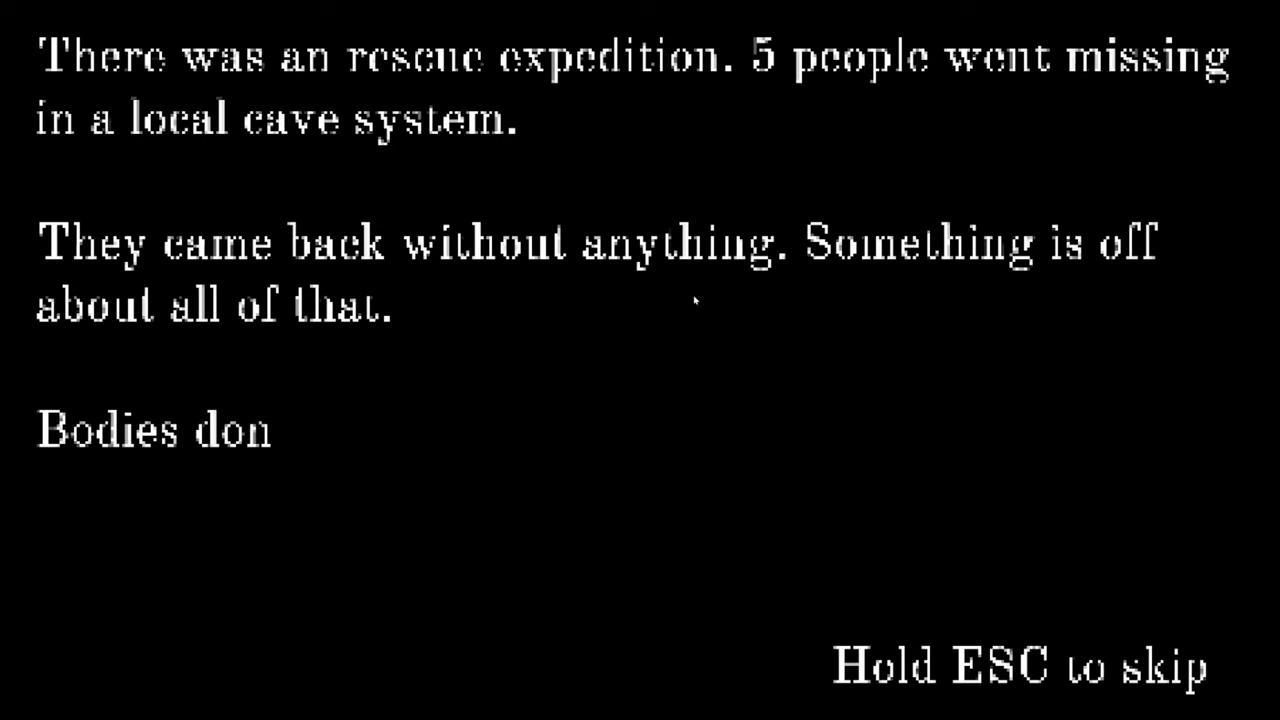 There was an rescue expedition. 5 people went missing
in a local cave system.
They came back without anything. Something is off
about all of that.
Bodies don
Hold ESC to skip